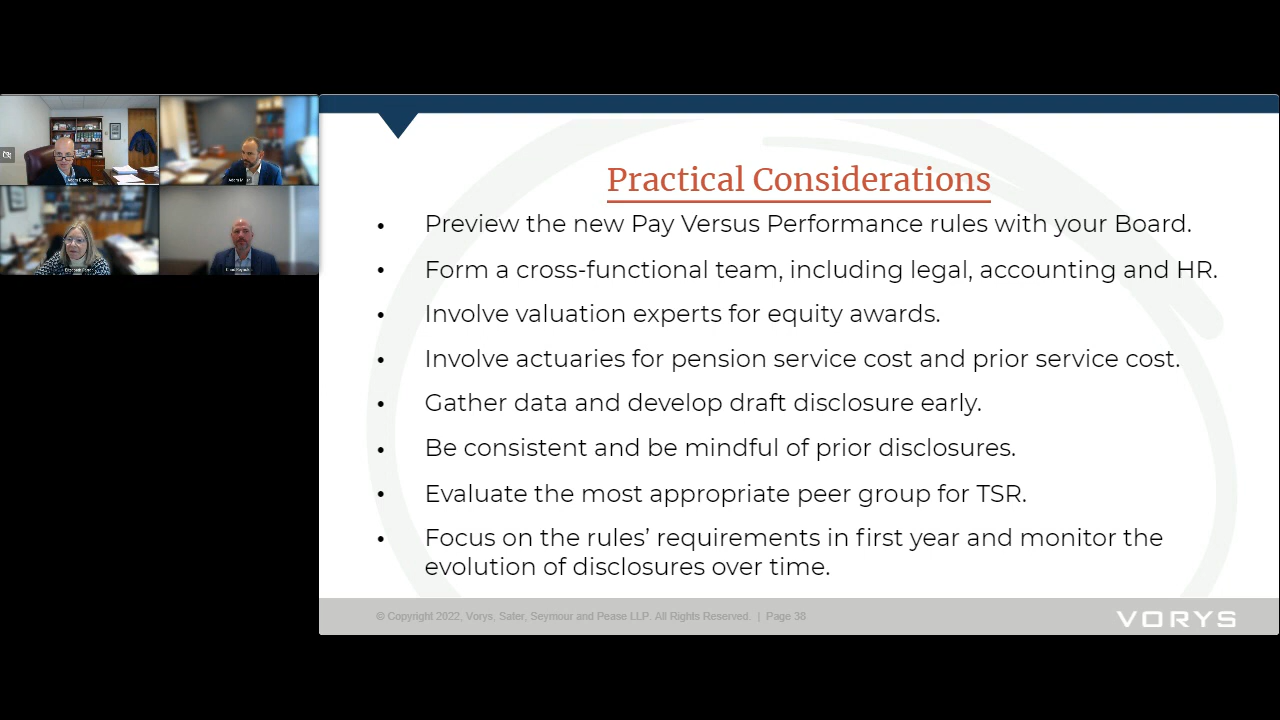 Practical Considerations
• Preview the new Pay Versus Performance rules with your Board.
• Form a cross-functional team, including legal, accounting and HR.
• Involve valuation experts for equity awards.
• Involve actuaries for pension service cost and prior service cost.
• Gather data and develop draft disclosure early.
• Be consistent and be mindful of prior disclosures.
• Evaluate the most appropriate peer group for TSR.
• Focus on the rules’ requirements in first year and monitor the
evolution of disclosures over time.
© Copyright 2022, Vorys, Sater, Seymour and Pease LLP. All Rights Reserved. | Page 38
VORYS